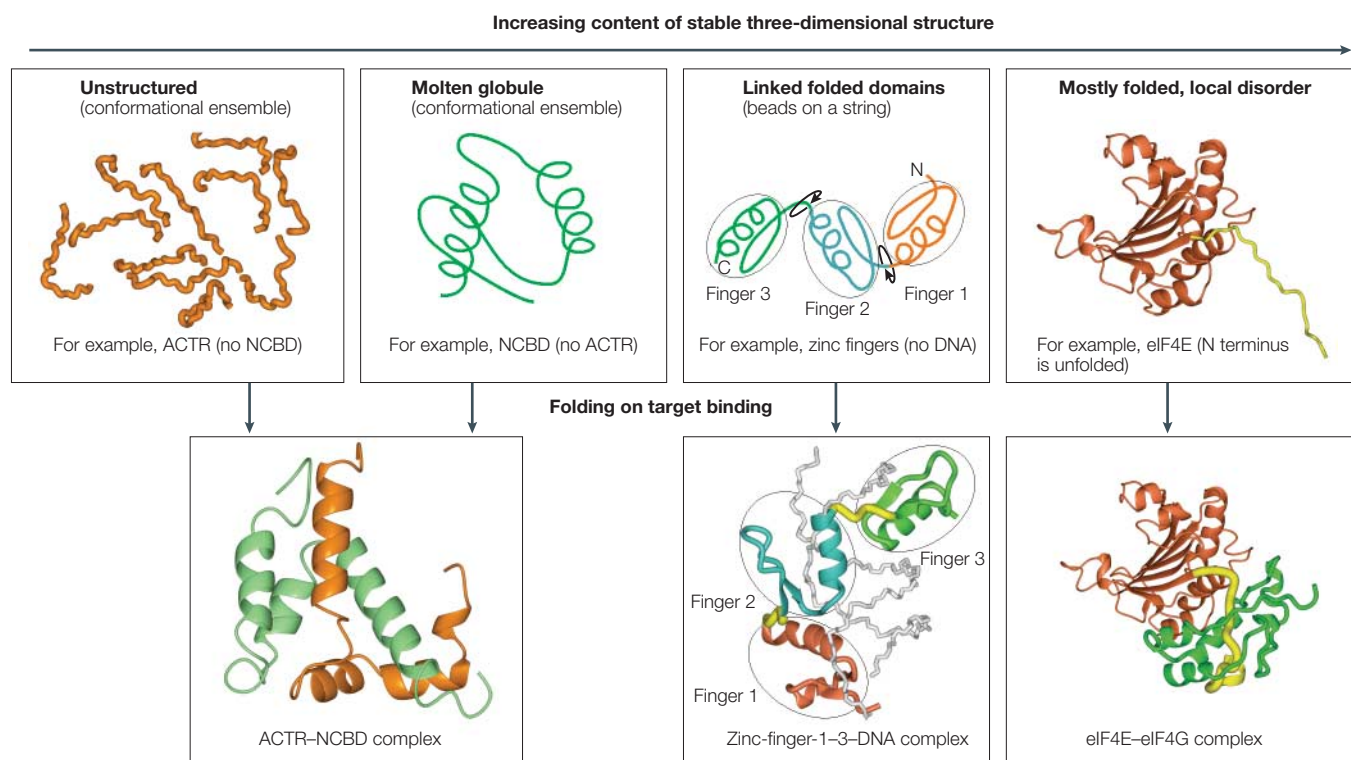 Increasing content of stable three-dimensional structure
Unstructured
(conformational ensemble)
For example, ACTR (no NCBD)
Molten globule
(conformational ensemble)
For example, NCBD (no ACTR)
Linked folded domains
(beads on a string)
N
C
Finger 3
Finger 2
Finger 1
For example, zinc fingers (no DNA)
Mostly folded, local disorder
For example, eIF4E (N terminus
is unfolded)
Folding on target binding
ACTR–NCBD complex
Finger 3
Finger 2
Finger 1
Zinc-finger-1–3–DNA complex
eIF4E–eIF4G complex